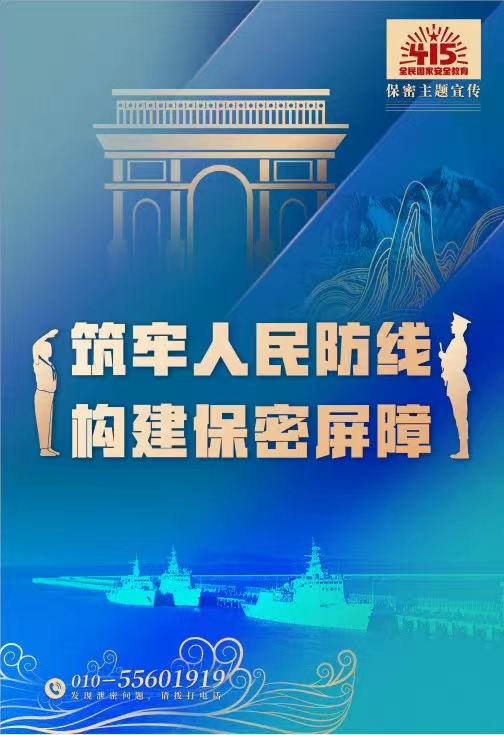 415
全民国家安全教育
保密主题宣传
筑牢人民防线
构建保密屏障
010-55601919
发现泄密问题，请拨打电话